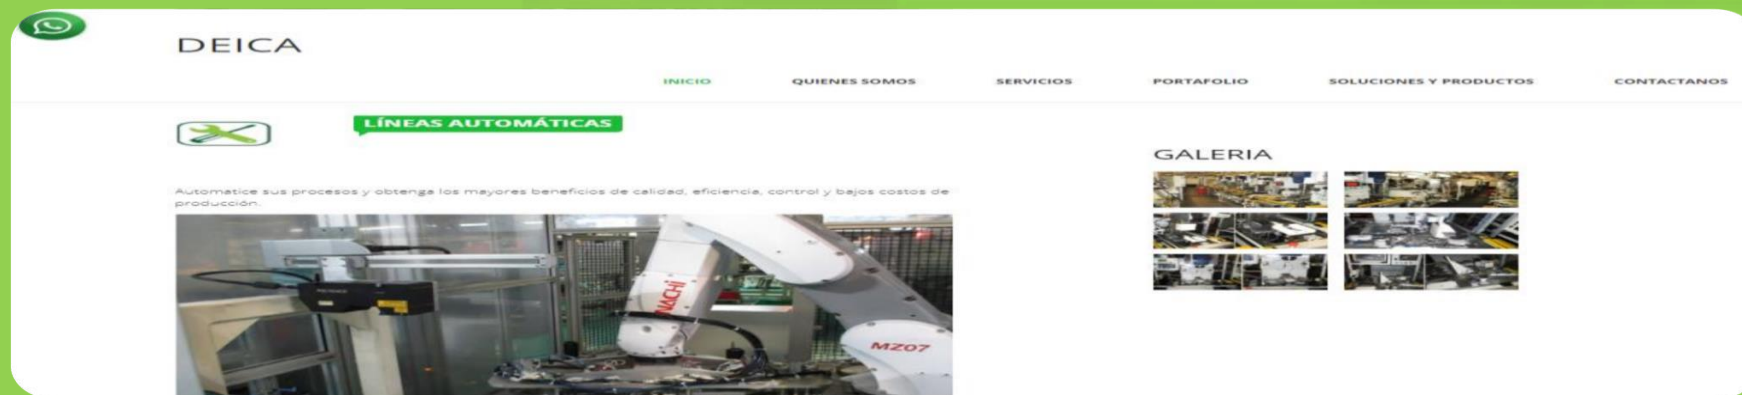 DEICA
INICIO QUIENES SOMOS SERVICIOS PORTAFOLIO SOLUCIONES Y PRODUCTOS CONTACTANOS
LÍNEAS AUTOMÁTICAS
GALERIA
Automatice sus procesos y obtenga los mayores beneficios de calidad, eficiencia, control y bajos costos de
producción.
NACHi
MZ07